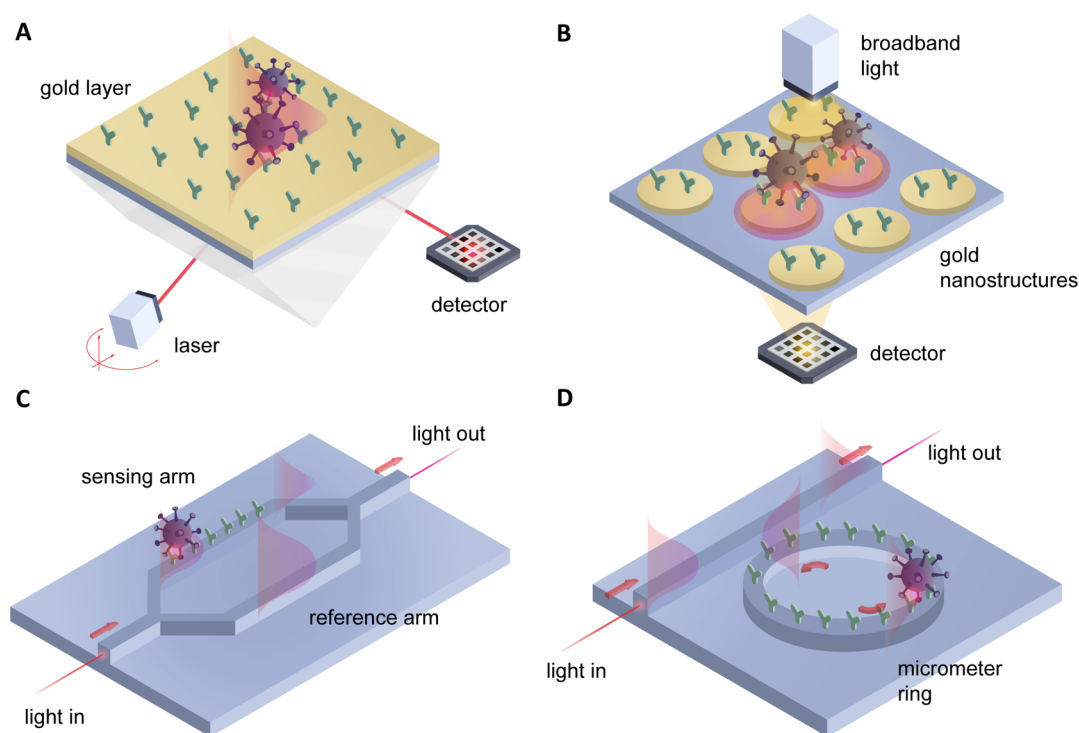 A
gold layer
laser
detector
B
broadband
light
gold
nanostructures
detector
C
sensing arm
light out
reference arm
light in
D
light out
light in
micrometer
ring